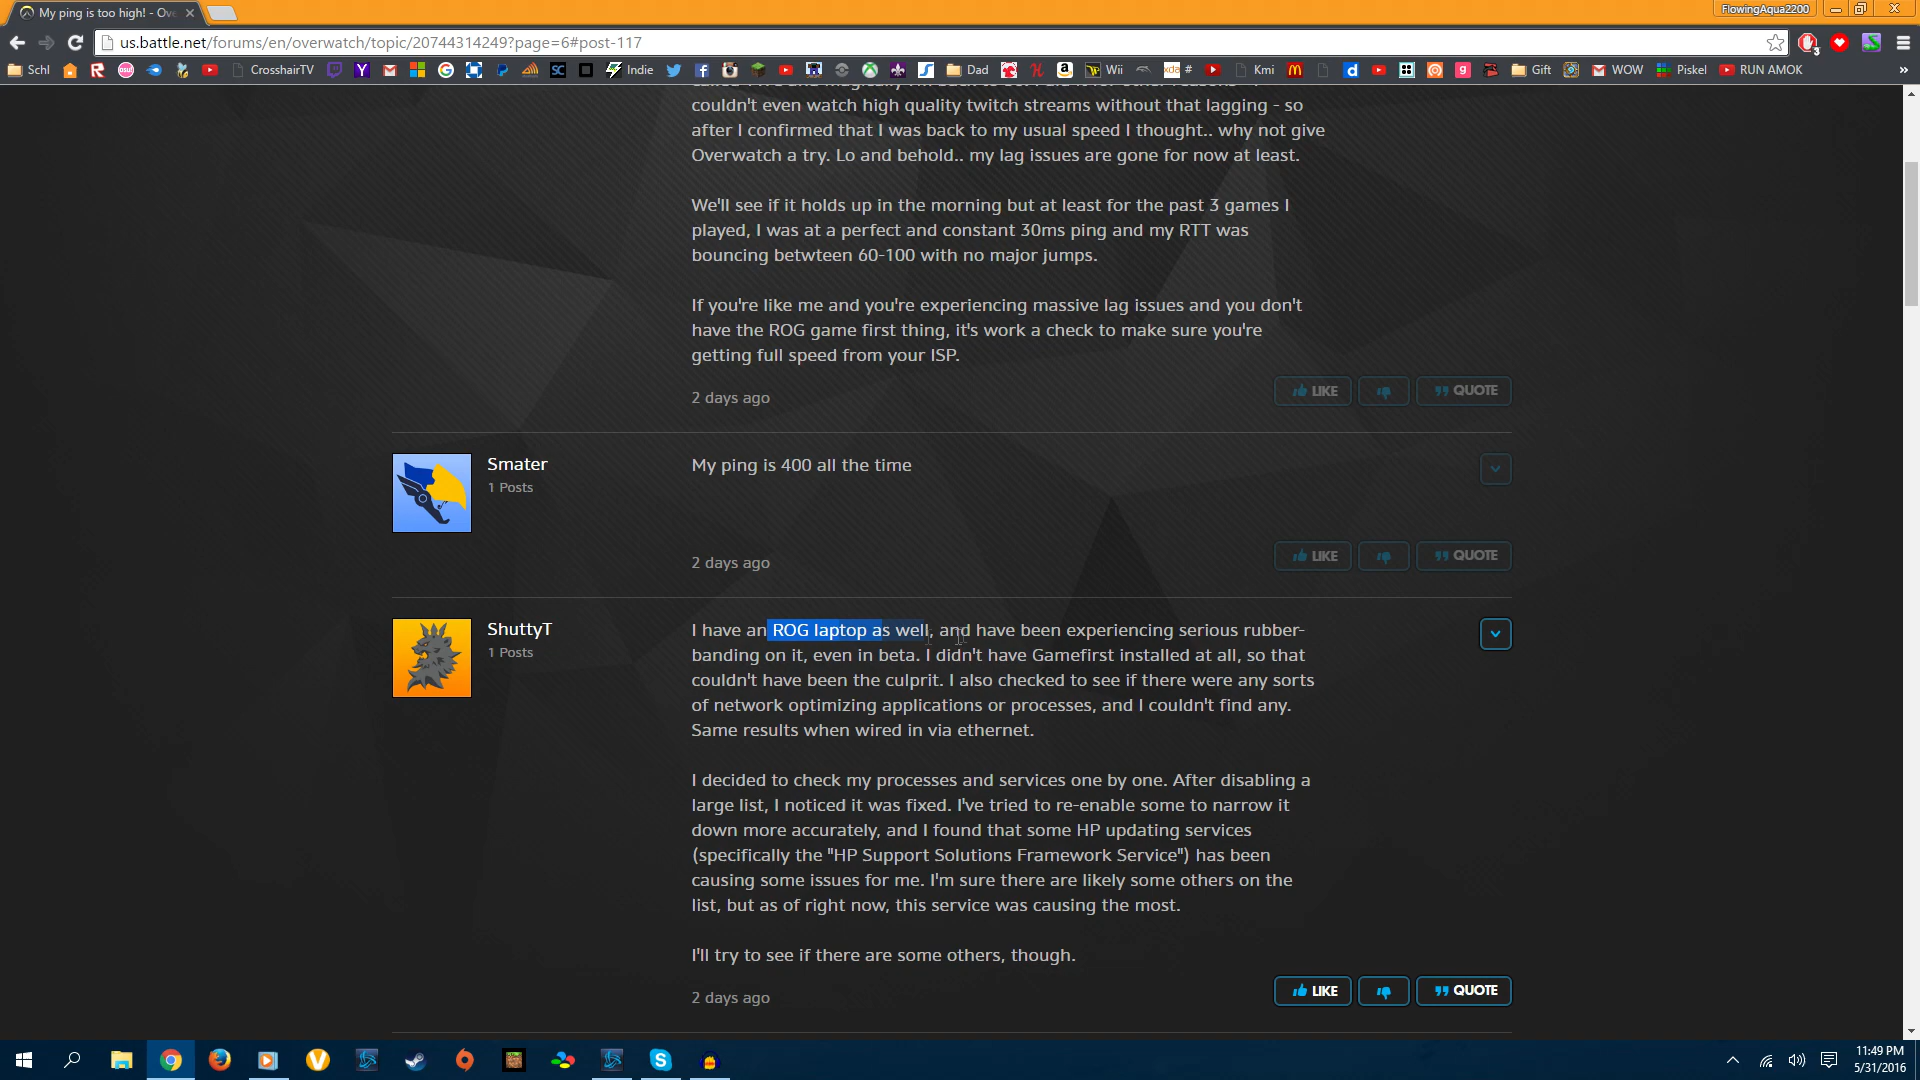 My ping is too high! - Ov
FlowingAqua2200
us.battle.net/forums/en/overwatch/topic/20744314249?page=6#post-117
Schl
CrosshairTV
Indie
Dad
Wii
#
Kmi
Gift
WOW
Piskel
RUN AMOK
couldn't even watch high quality twitch streams without that lagging - so
after I confirmed that I was back to my usual speed I thought.. why not give
Overwatch a try. Lo and behold.. my lag issues are gone for now at least.
We'll see if it holds up in the morning but at least for the past 3 games I
played, I was at a perfect and constant 30ms ping and my RTT was
bouncing betwteen 60-100 with no major jumps.
If you're like me and you're experiencing massive lag issues and you don't
have the ROG game first thing, it's work a check to make sure you're
getting full speed from your ISP.
2 days ago
LIKE
QUOTE
Smater
1 Posts
My ping is 400 all the time
2 days ago
LIKE
QUOTE
ShuttyT
1 Posts
I have an ROG laptop as well, and have been experiencing serious rubber-
banding on it, even in beta. I didn't have Gamefirst installed at all, so that
couldn't have been the culprit. I also checked to see if there were any sorts
of network optimizing applications or processes, and I couldn't find any.
Same results when wired in via ethernet.
I decided to check my processes and services one by one. After disabling a
large list, I noticed it was fixed. I've tried to re-enable some to narrow it
down more accurately, and I found that some HP updating services
(specifically the "HP Support Solutions Framework Service") has been
causing some issues for me. I'm sure there are likely some others on the
list, but as of right now, this service was causing the most.
I'll try to see if there are some others, though.
2 days ago
LIKE
QUOTE
11:49 PM
5/31/2016